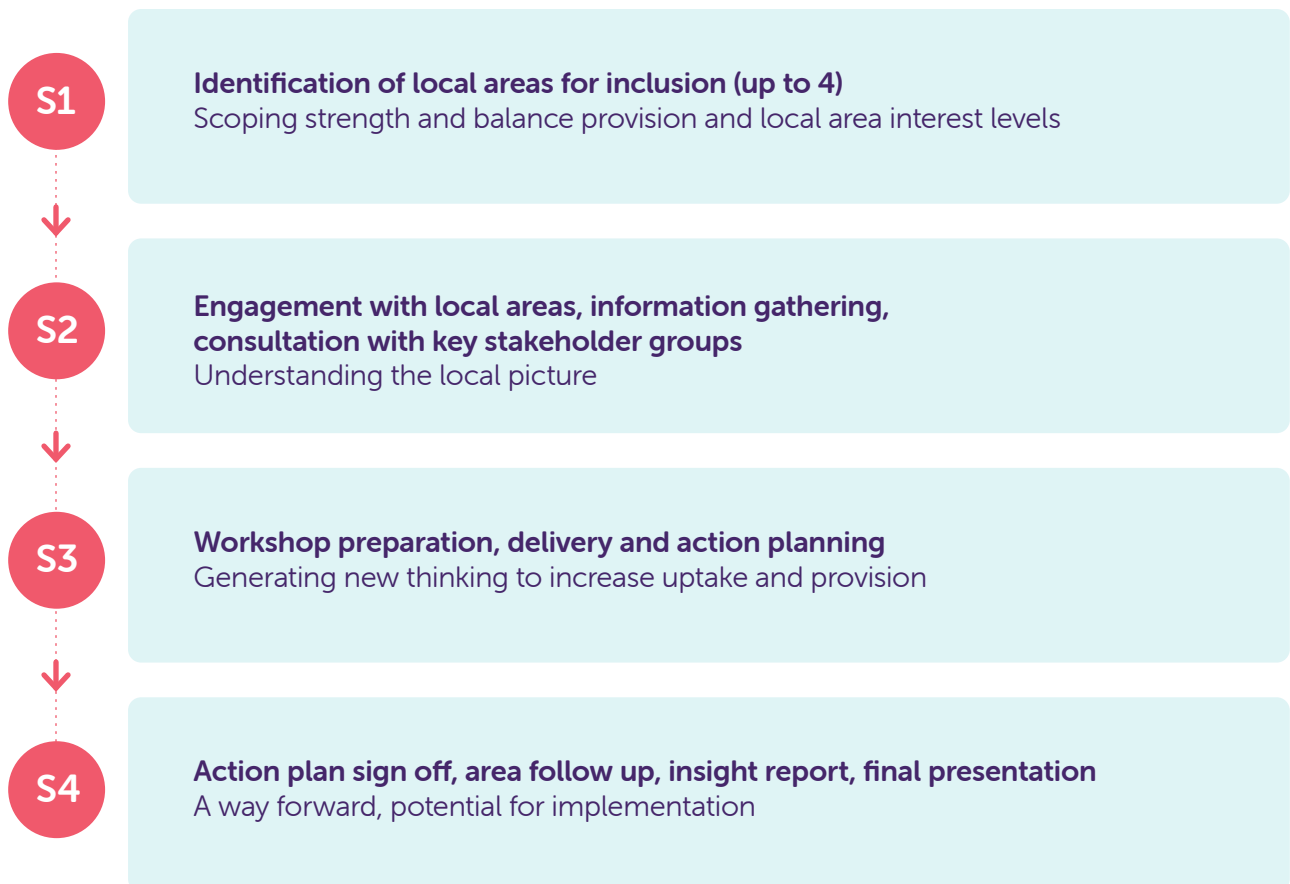 S1
Identification of local areas for inclusion (up to 4)
Scoping strength and balance provision and local area interest levels
S2
Engagement with local areas, information gathering,
consultation with key stakeholder groups
Understanding the local picture
S3
Workshop preparation, delivery and action planning
Generating new thinking to increase uptake and provision
S4
Action plan sign off, area follow up, insight report, final presentation
A way forward, potential for implementation